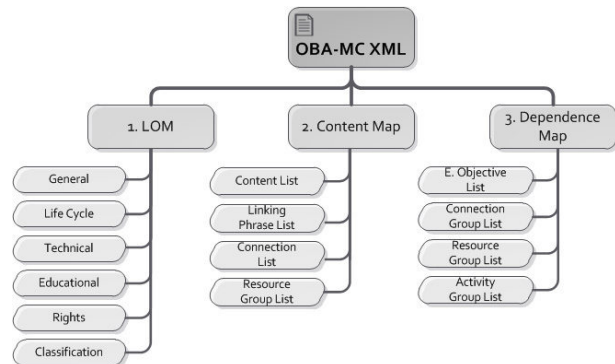 OBA-MC XML
1. LOM
General
Life Cycle
Technical
Educational
Rights
Classification
2. Content Map
Content List
Linking
Phrase List
Connection
List
Resource
Group List
3. Dependence
Map
E. Objective
List
Connection
Group List
Resource
Group List
Activity
Group List